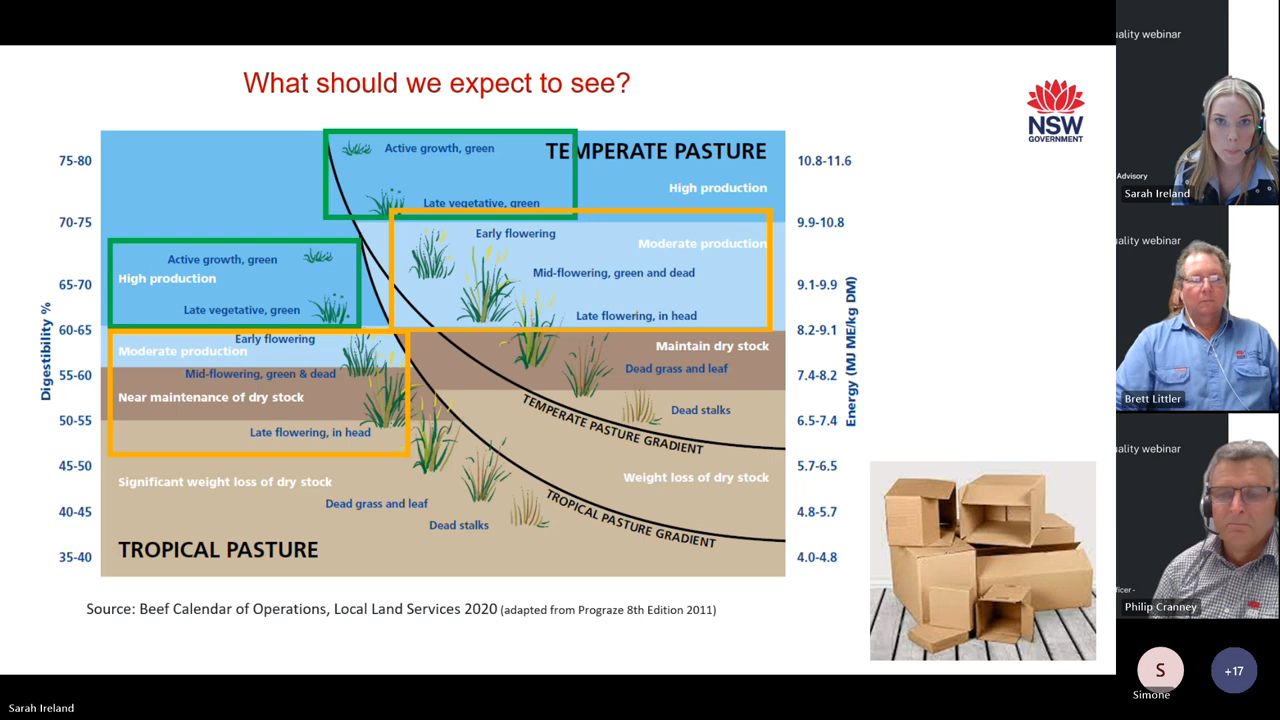 What should we expect to see?
NSW
GOVERNMENT
TEMPERATE PASTURE
Active growth, green
High production
Late vegetative, green
Early flowering
Moderate production
Mid-flowering, green and dead
Late flowering, in head
Maintain dry stock
Dead grass and leaf
Dead stalks
TEMPERATE PASTURE GRADIENT
Weight loss of dry stock
Active growth, green
High production
Late vegetative, green
Early flowering
Moderate production
Mid-flowering, green & dead
Near maintenance of dry stock
Late flowering, in head
Significant weight loss of dry stock
Dead grass and leaf
Dead stalks
TROPICAL PASTURE GRADIENT
TROPICAL PASTURE
Digestibility %
75-80
70-75
65-70
60-65
55-60
50-55
45-50
40-45
35-40
Energy (MJ ME/kg DM)
10.8-11.6
9.9-10.8
9.1-9.9
8.2-9.1
7.4-8.2
6.5-7.4
5.7-6.5
4.8-5.7
4.0-4.8
Source: Beef Calendar of Operations, Local Land Services 2020 (adapted from Prograze 8th Edition 2011)
Sarah Ireland
webinar
Advisory
Sarah Ireland
webinar
Brett Littler
webinar
Philip Cranney
S
Simone
+17